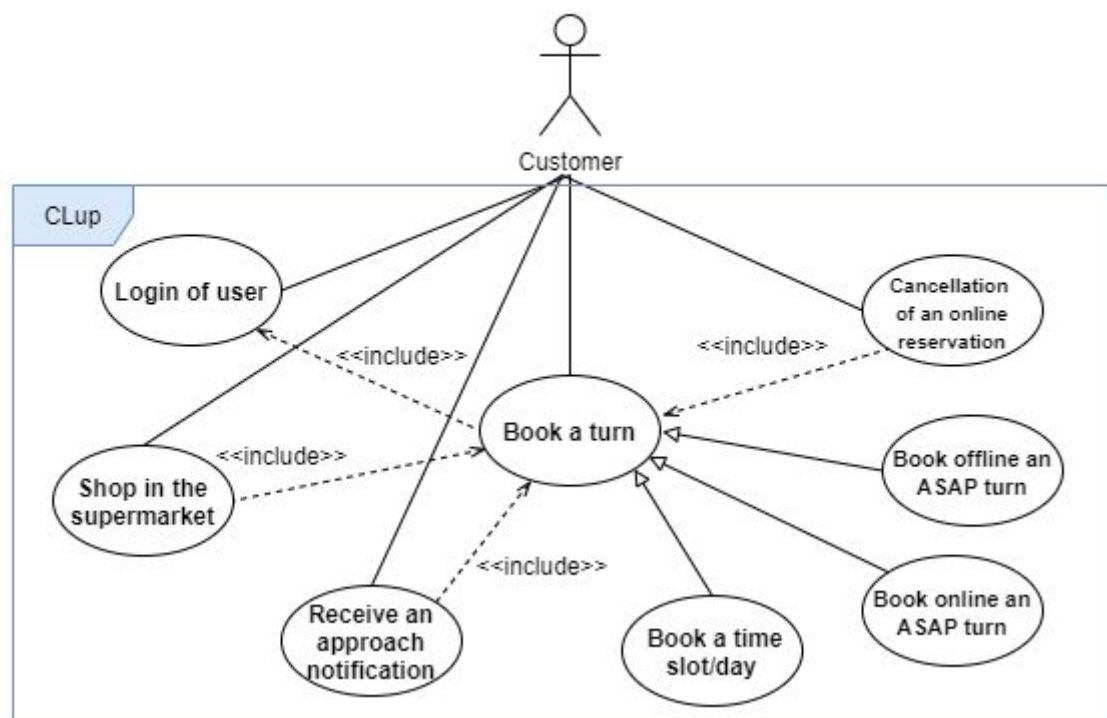 Customer
CLup
Login of user
Cancellation
of an online
reservation
<<include>>
<<include>>
Book a turn
<<include>>
Shop in the
supermarket
Book offline an
ASAP turn
<<include>>
Book online an
ASAP turn
Receive an
approach
notification
Book a time
slot/day